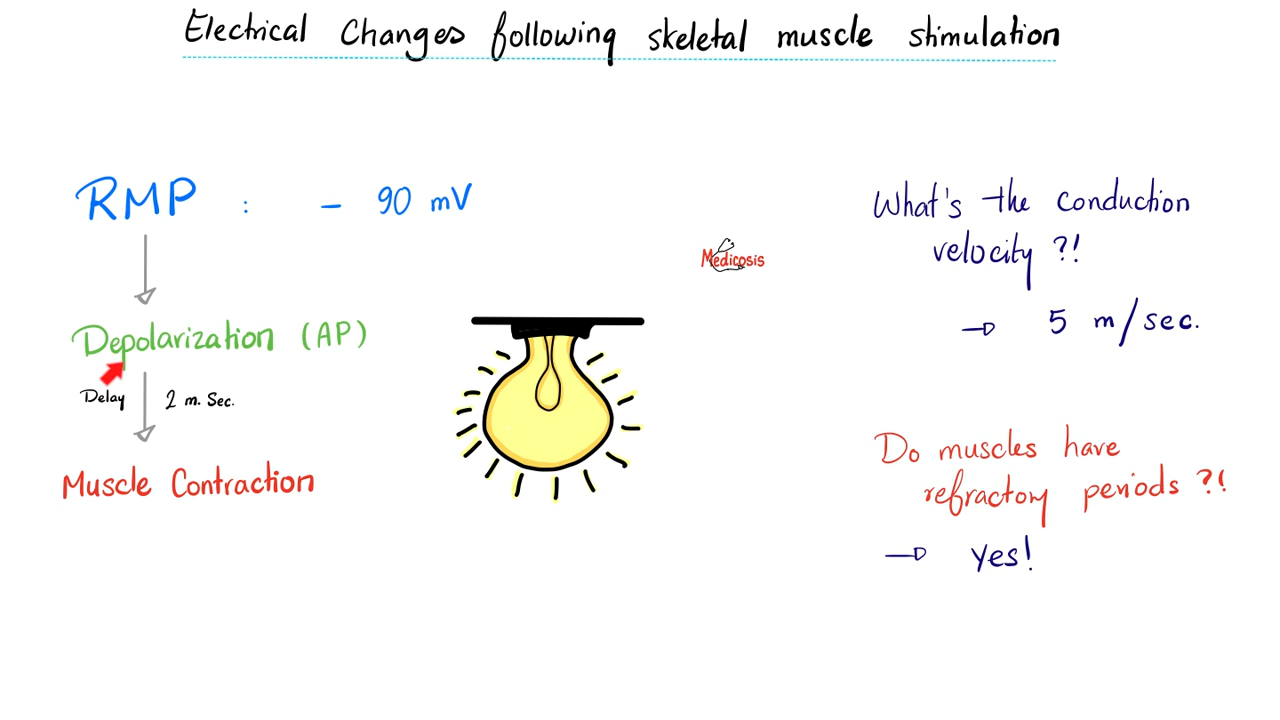 Electrical Changes following skeletal muscle stimulation
RMP : - 90 mV
Depolarization (AP)
Delay 2 m. Sec.
Muscle Contraction
Medicosis
What's the conduction
velocity ?!
→ 5 m/sec.
Do muscles have
refractory periods ?!
→ Yes!